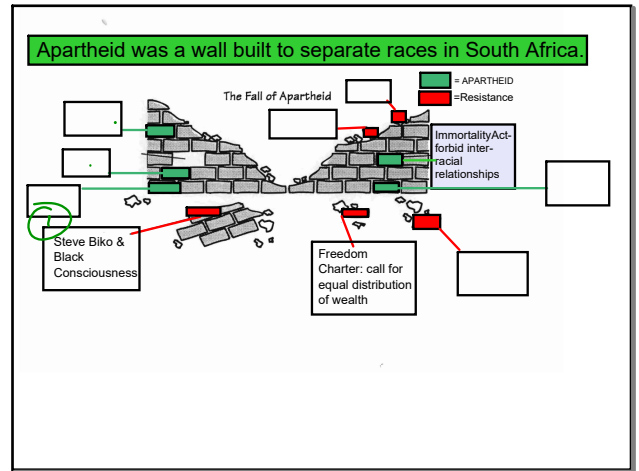 Apartheid was a wall built to separate races in South Africa.
= APARTHEID
=Resistance
The Fall of Apartheid
ImmortalityAct-
forbid inter-
racial
relationships
Steve Biko &
Black
Consciousness
Freedom
Charter: call for
equal distribution
of wealth